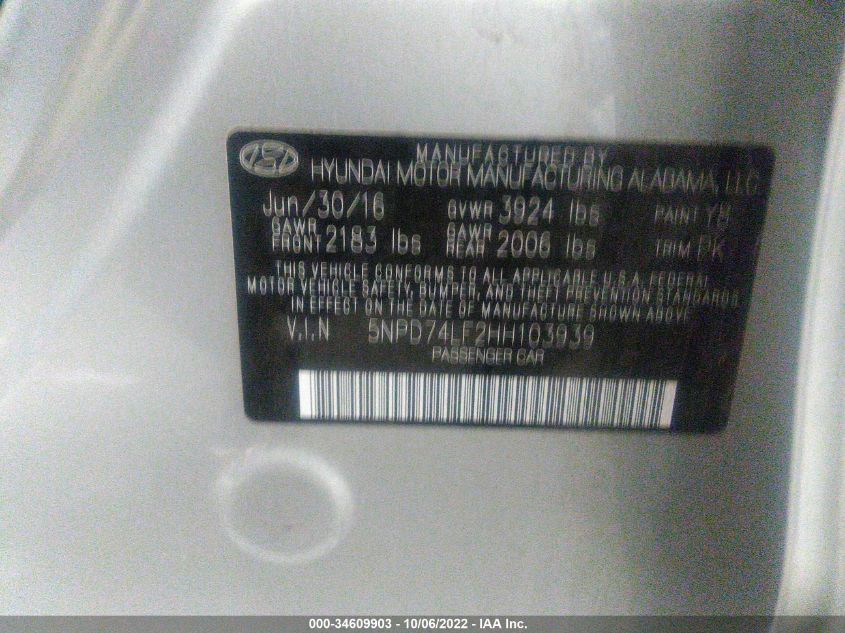 MANUFACTURED BY
HYUNDAI MOTOR MANUFACTURING ALABAMA, LLC
Jun/30/16 GVWR 3924 lbs PAINT Y8
GAWR FRONT 2183 lbs GAWR REAR 2006 lbs TRIM PK
THIS VEHICLE CONFORMS TO ALL APPLICABLE U.S.A. FEDERAL
MOTOR VEHICLE SAFETY, BUMPER, AND THEFT PREVENTION STANDARDS
IN EFFECT ON THE DATE OF MANUFACTURE SHOWN ABOVE
V.I.N 5NPD74LF2HH103939
PASSENGER CAR
000-34609903 - 10/06/2022 - IAA Inc.